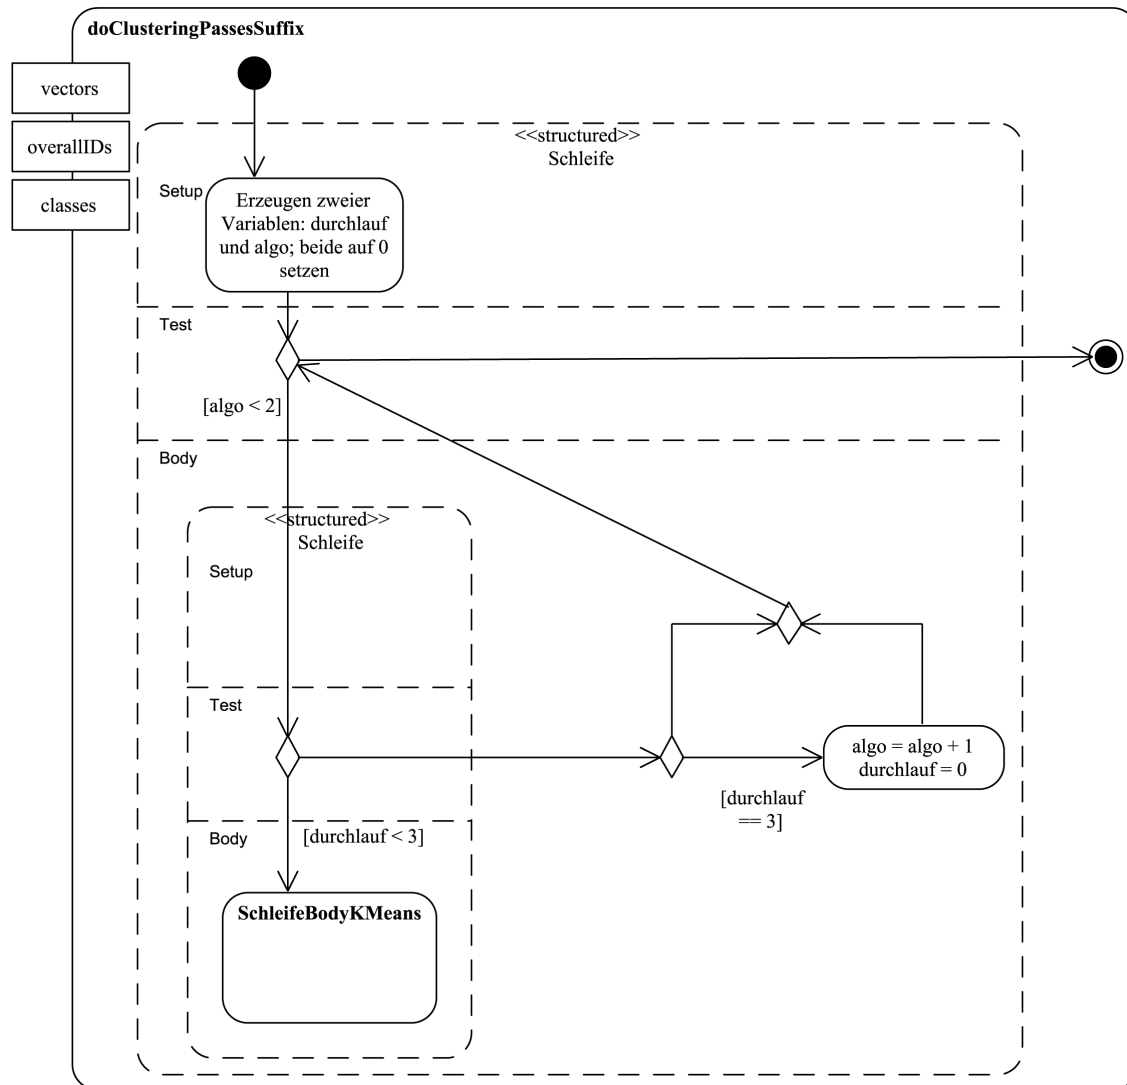 doClusteringPassesSuffix
vectors
overallIDs
classes
<<structured>>
Schleife
Setup
Erzeugen zweier
Variablen: durchlauf
und algo; beide auf 0
setzen
Test
[algo < 2]
Body
<<structured>>
Schleife
Setup
Test
algo = algo + 1
durchlauf = 0
[durchlauf
== 3]
Body
[durchlauf < 3]
SchleifeBodyKMeans